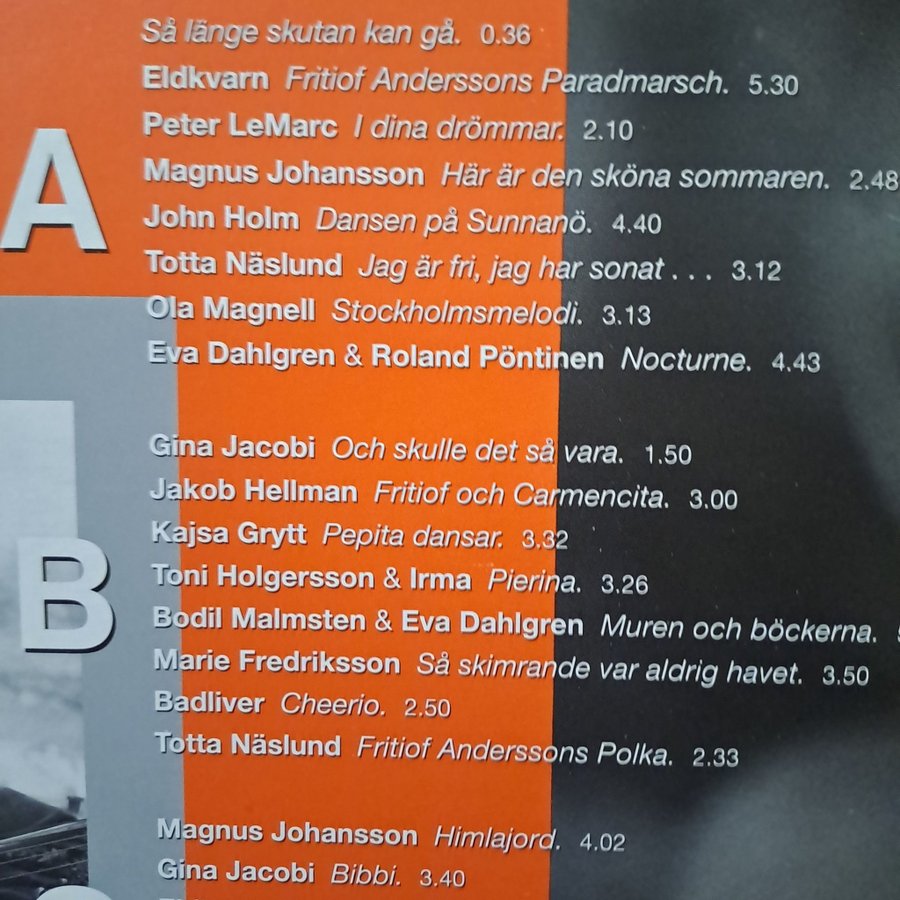 Så länge skutan kan gå. 0.36
Eldkvarn Fritiof Anderssons Paradmarsch. 5.30
Peter LeMarc I dina drömmar. 2.10
Magnus Johansson Här är den sköna sommaren. 2.48
A
John Holm Dansen på Sunnanö. 4.40
Totta Näslund Jag är fri, jag har sonat . . . 3.12
Ola Magnell Stockholmsmelodi. 3.13
Eva Dahlgren & Roland Pöntinen Nocturne. 4.43
Gina Jacobi Och skulle det så vara. 1.50
Jakob Hellman Fritiof och Carmencita. 3.00
Kajsa Grytt Pepita dansar. 3.32
B
Toni Holgersson & Irma Pierina. 3.26
Bodil Malmsten & Eva Dahlgren Muren och böckerna.
Marie Fredriksson Så skimrande var aldrig havet. 3.50
Badliver Cheerio. 2.50
Totta Näslund Fritiof Anderssons Polka. 2.33
Magnus Johansson Himlajord. 4.02
Gina Jacobi Bibbi. 3.40